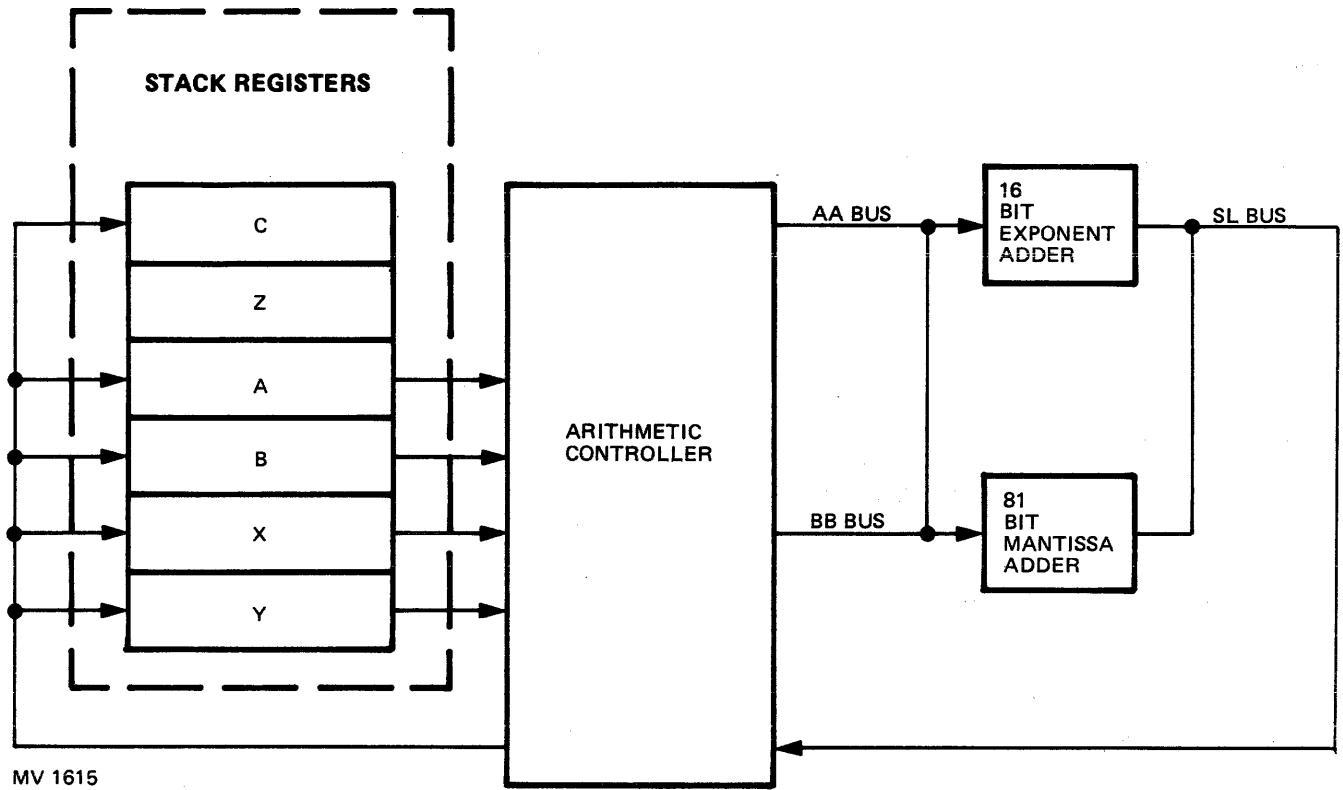 STACK REGISTERS
C
Z
A
B
X
Y
ARITHMETIC
CONTROLLER
AA BUS
BB BUS
16
BIT
EXPONENT
ADDER
81
BIT
MANTISSA
ADDER
SL BUS
MV 1615